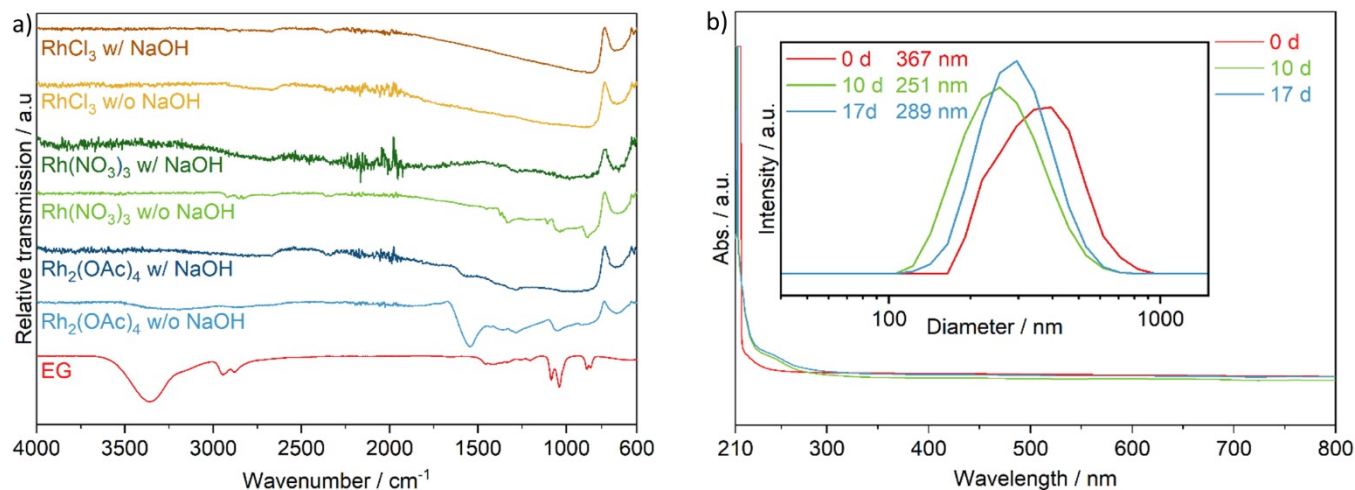 a)
Relative transmission / a.u
RhCl₃ w/ NaOH
RhCl₃ w/o NaOH
Rh(NO₃)₃ w/ NaOH
Rh(NO₃)₃ w/o NaOH
Rh₂(OAc)₄ w/ NaOH
Rh₂(OAc)₄ w/o NaOH
EG
4000 3500 3000 2500 2000 1500 1000 600
Wavenumber / cm⁻¹
b)
Abs. / a.u.
Intensity / a.u.
0 d 367 nm
10 d 251 nm
17d 289 nm
100 1000
Diameter / nm
0 d
10 d
17 d
210 300 400 500 600 700 800
Wavelength / nm